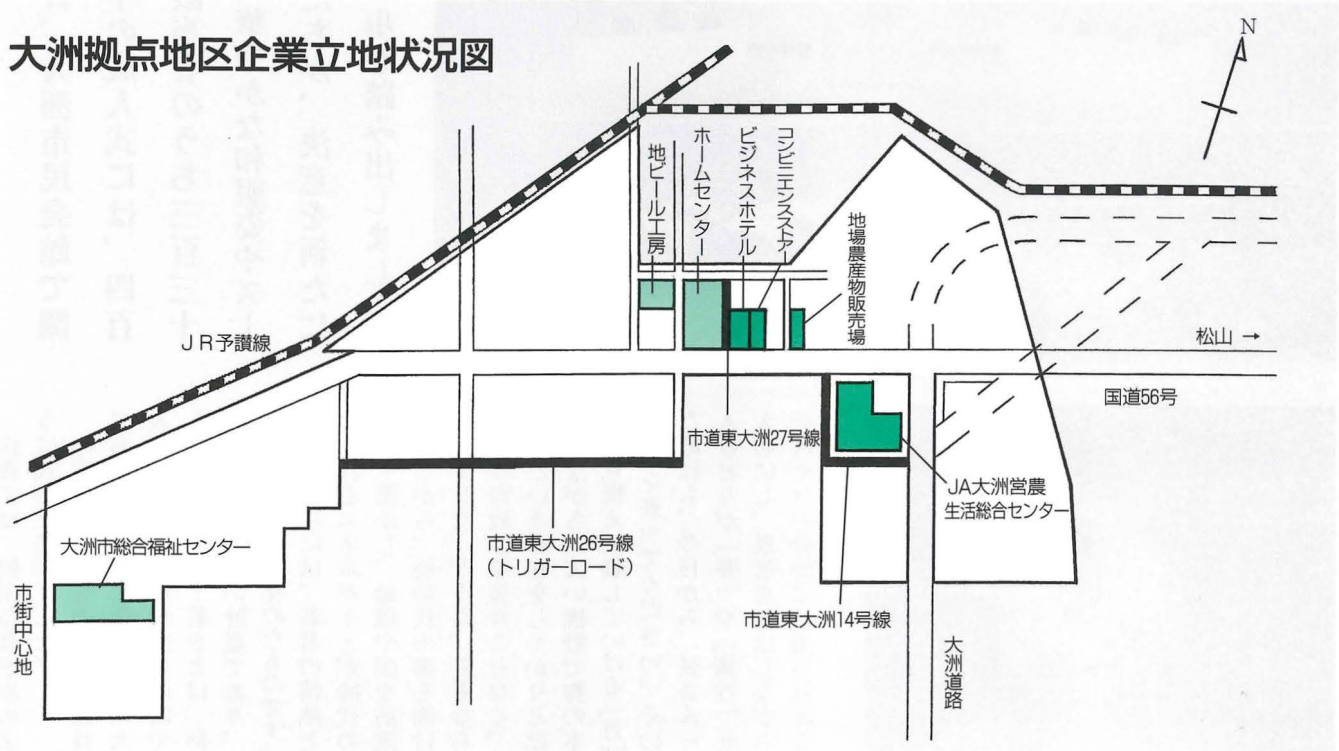 大洲拠点地区企業立地状況図
N
地ビール工房
ホームセンター
ビジネスホテル
コンビニエンスストア
地場農産物販売場
JR予讃線
松山→
国道56号
市道東大洲27号線
JA大洲営農
生活総合センター
大洲市総合福祉センター
市道東大洲26号線
（トリガーロード）
市道東大洲14号線
市街中心地
大洲道路